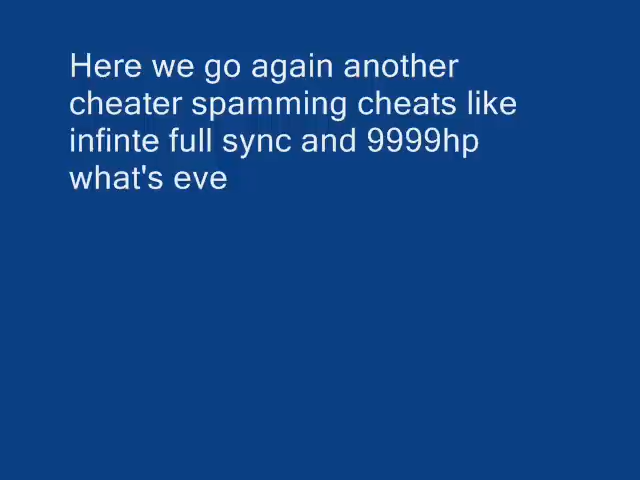 Here we go again another
cheater spamming cheats like
infinte full sync and 9999hp
what's eve